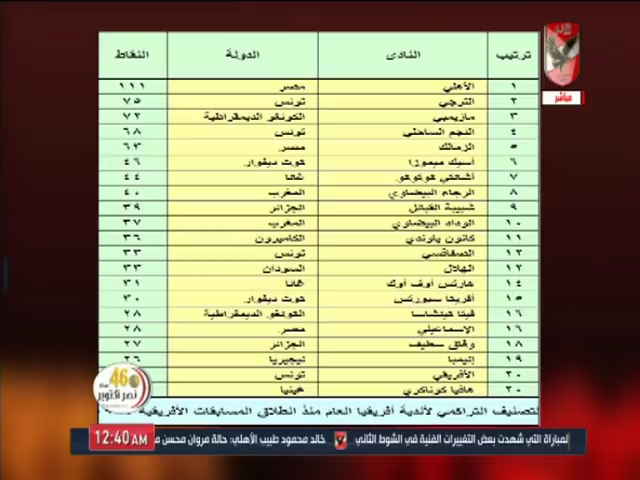 ترتيب النادى الدولة النقاط
مباشر
١ الأهلي مصر ١١١
٢ الترجي تونس ٧٥
٣ مازيمبي الكونغو الديمقراطية ٧٢
٤ النجم الساحلي تونس ٦٨
٥ الزمالك مصر ٦٣
٦ أسيك ميموزا كوت ديفوار ٤٦
٧ أشانتي كوتوكو غانا ٤٤
٨ الرجاء البيضاوي المغرب ٤٠
٩ شبيبة القبائل الجزائر ٣٩
١٠ الوداد البيضاوي المغرب ٣٧
١١ كانون ياوندي الكاميرون ٣٦
١٢ الصفاقسي تونس ٣٣
١٢ الهلال السودان ٣٣
١٤ هارتس أوف أوك غانا ٣١
١٥ أفريكا سبورتس كوت ديفوار ٣٠
١٦ فيتا كينشاسا الكونغو الديمقراطية ٢٨
١٦ الاسماعيلي مصر ٢٨
١٨ وفاق سطيف الجزائر ٢٧
١٩ إنيمبا نيجيريا ٢٦
٢٠ الأفريقي تونس
٢٠ هافيا كوناكري غينيا
46 سنة
نصر أكتوبر
لتصنيف التراكمي لأندية أفريقيا العام منذ انطلاق المسابقات الأفريقية
لمباراة التي شهدت بعض التغييرات الفنية في الشوط الثاني خالد محمود طبيب الأهلي: حالة مروان محسن م
12:40 AM